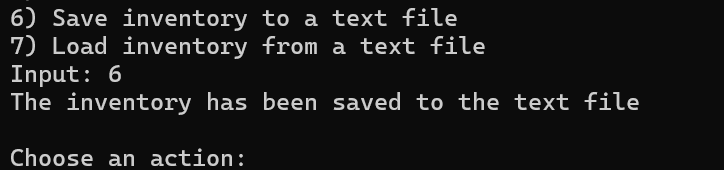 6) Save inventory to a text file
7) Load inventory from a text file
Input: 6
The inventory has been saved to the text file
Choose an action: